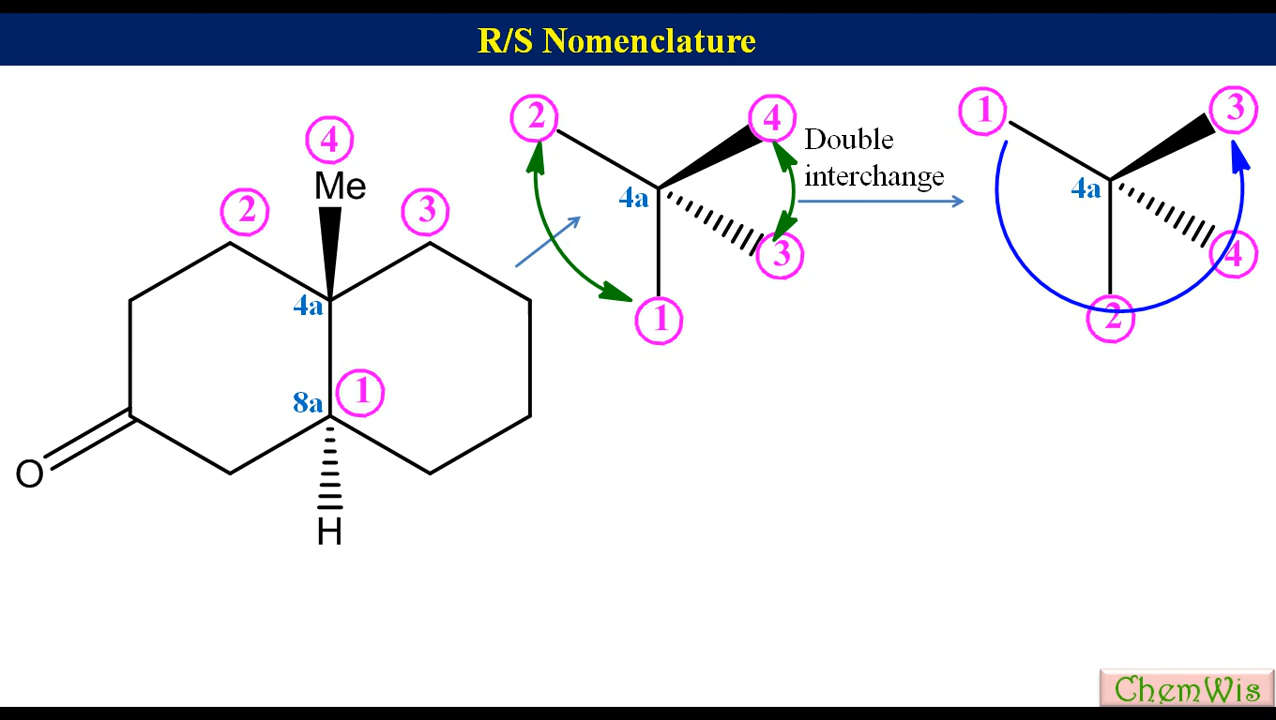 R/S Nomenclature
4
Me
2
3
4a
8a
1
O
H
2
4
4a
3
1
Double
interchange
1
3
4a
4
2
ChemWis